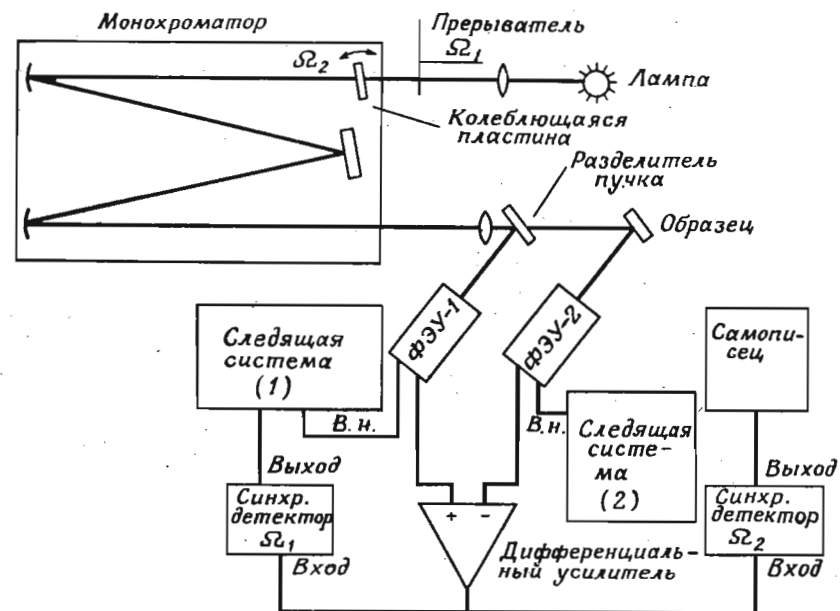 Монохроматор
Прерыватель
Ω₁
Ω₂
Лампа
Колеблющаяся
пластина
Разделитель
пучка
Образец
ФЭУ-1
ФЭУ-2
Следящая
система
(1)
В.н.
В.н.
Следящая
систе-
ма
(2)
Самопи-
сец
Выход
Синхр.
детектор
Ω₁
Вход
+ -
Дифференциаль-
ный усилитель
Выход
Синхр.
детектор
Ω₂
Вход